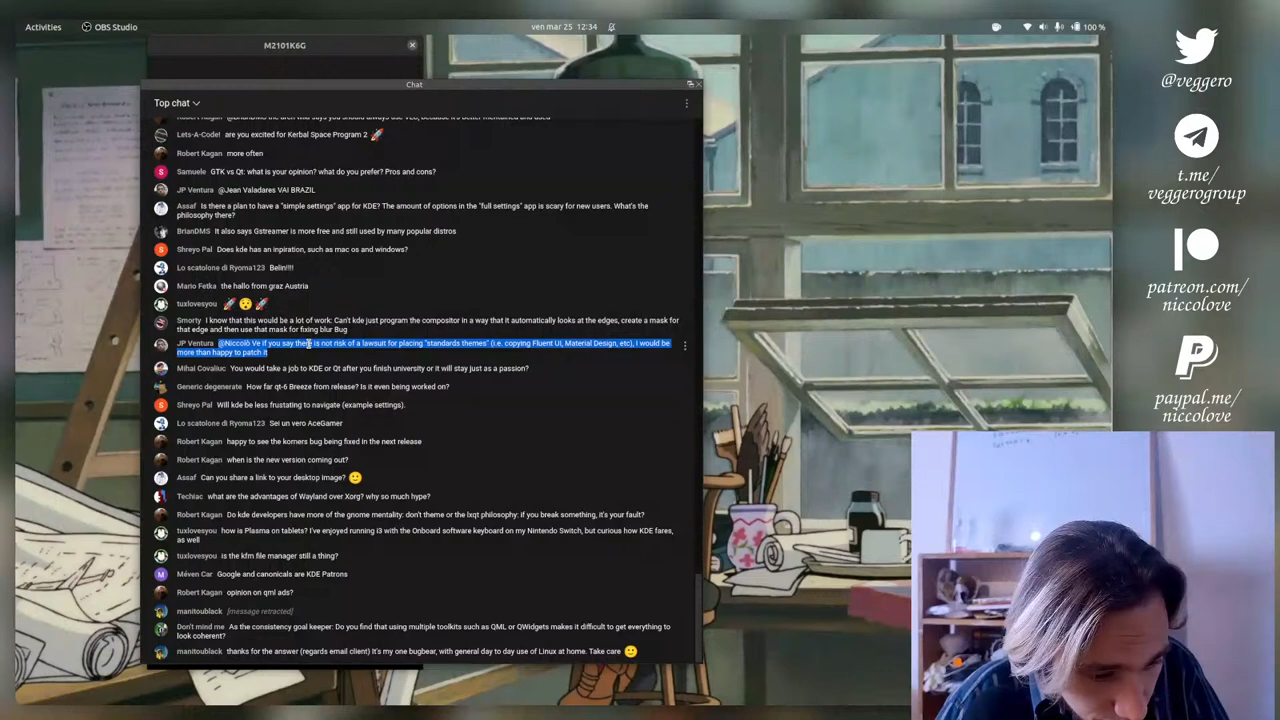 Activities
OBS Studio
ven mar 25 12:34
100 %
M2101K6G
Chat
Top chat
Lets-A-Code! are you excited for Kerbal Space Program 2 🚀
Robert Kagan more often
Samuele GTK vs Qt: what is your opinion? what do you prefer? Pros and cons?
JP Ventura @Jean Valadares VAI BRAZIL
Assaf Is there a plan to have a "simple settings" app for KDE? The amount of options in the "full settings" app is scary for new users. What's the
philosophy there?
BrianDMS It also says Gstreamer is more free and still used by many popular distros
Shreyo Pal Does kde has an inpiration, such as mac os and windows?
Lo scatolone di Ryoma123 Belin!!!!
Mario Fetka the hallo from graz Austria
tuxlovesyou 🚀 😯 🚀
Smorty I know that this would be a lot of work: Can't kde just program the compositor in a way that it automatically looks at the edges, create a mask for
that edge and then use that mask for fixing blur Bug
JP Ventura @Niccolò Ve if you say there is not risk of a lawsuit for placing "standards themes" (i.e. copying Fluent UI, Material Design, etc), I would be
more than happy to patch it
Mihai Covaliuc You would take a job to KDE or Qt after you finish university or it will stay just as a passion?
Generic degenerate How far qt-6 Breeze from release? Is it even being worked on?
Shreyo Pal Will kde be less frustating to navigate (example settings).
Lo scatolone di Ryoma123 Sei un vero AceGamer
Robert Kagan happy to see the korners bug being fixed in the next release
Robert Kagan when is the new version coming out?
Assaf Can you share a link to your desktop image? 🙂
Techiac what are the advantages of Wayland over Xorg? why so much hype?
Robert Kagan Do kde developers have more of the gnome mentality: don't theme or the lxqt philosophy: if you break something, it's your fault?
tuxlovesyou how is Plasma on tablets? I've enjoyed running i3 with the Onboard software keyboard on my Nintendo Switch, but curious how KDE fares,
as well
tuxlovesyou is the kfm file manager still a thing?
Méven Car Google and canonicals are KDE Patrons
Robert Kagan opinion on qml ads?
manitoublack [message retracted]
Don't mind me As the consistency goal keeper: Do you find that using multiple toolkits such as QML or QWidgets makes it difficult to get everything to
look coherent?
manitoublack thanks for the answer (regards email client) It's my one bugbear, with general day to day use of Linux at home. Take care 🙂
@veggero
t.me/
veggerogroup
patreon.com/
niccolove
paypal.me/
niccolove